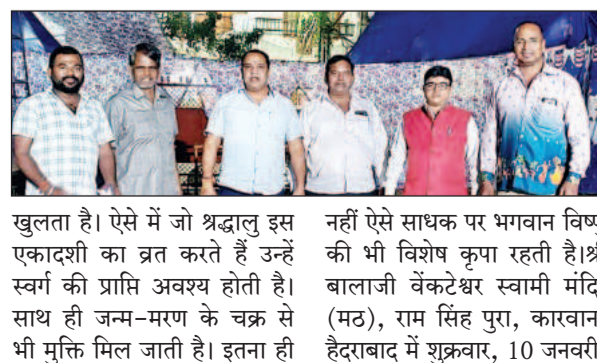 खुलता है। ऐसे में जो श्रद्धालु इस
एकादशी का व्रत करते हैं उन्हें
स्वर्ग की प्राप्ति अवश्य होती है।
साथ ही जन्म-मरण के चक्र से
भी मुक्ति मिल जाती है। इतना ही
नहीं ऐसे साधक पर भगवान विष्णु
की भी विशेष कृपा रहती है।श्री
बालाजी वेंकटेश्वर स्वामी मंदि
(मठ), राम सिंह पुरा, कारवान
हैदराबाद में शुक्रवार, 10 जनवरी